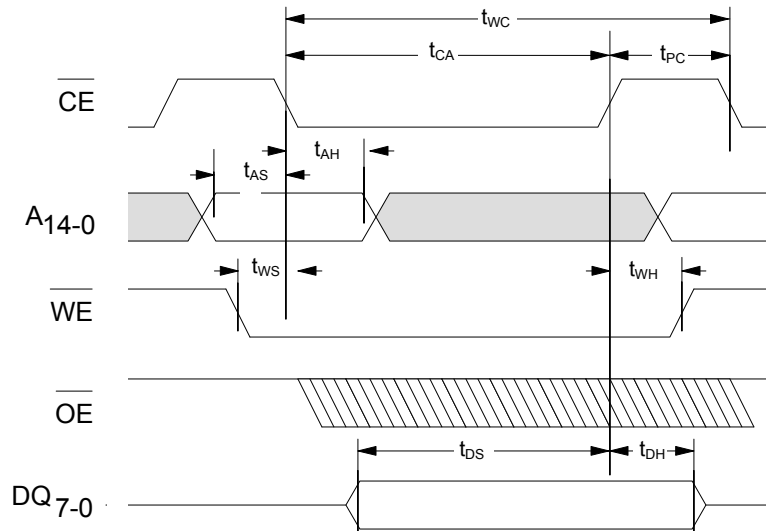 tWC
tCA
tPC
CE
tAH
tAS
A14-0
tWS
tWH
WE
OE
tDS
tDH
DQ7-0